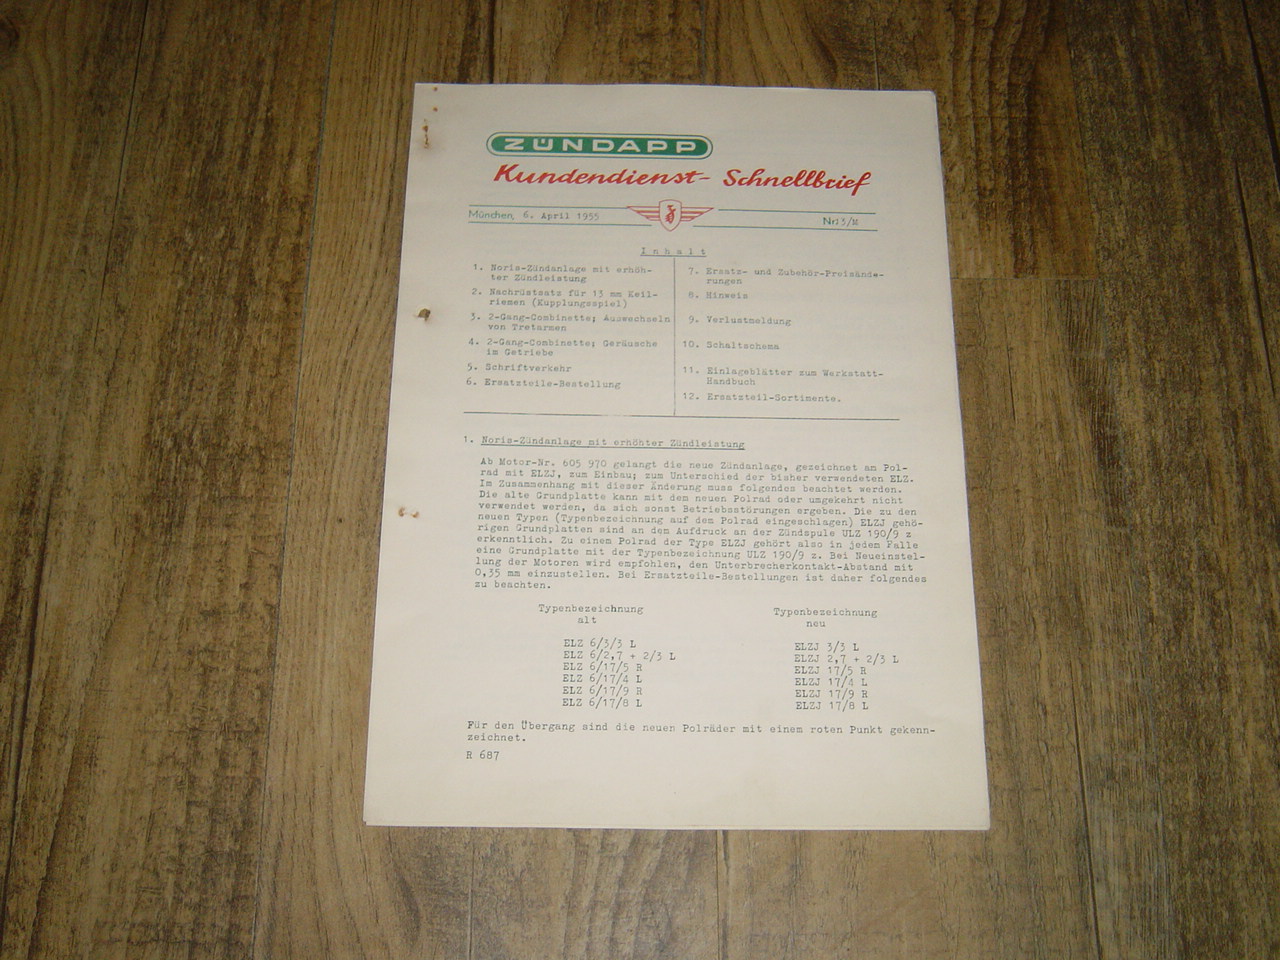 ZÜNDAPP
Kundendienst-Schnellbrief
München, 6. April 1955
Nr. 13/M
Inhalt
1. Noris-Zündanlage mit erhöh-
ter Zündleistung
2. Nachrüstsatz für 13 mm Keil-
riemen (Kupplungsspiel)
3. 2-Gang-Combinette; Auswechseln
von Tretarmen
4. 2-Gang-Combinette; Geräusche
im Getriebe
5. Schriftverkehr
6. Ersatzteile-Bestellung
7. Ersatz- und Zubehör-Preisände-
rungen
8. Hinweis
9. Verlustmeldung
10. Schaltschema
11. Einlageblätter zum Werkstatt-
Handbuch
12. Ersatzteil-Sortimente.
1. Noris-Zündanlage mit erhöhter Zündleistung
Ab Motor-Nr. 605 970 gelangt die neue Zündanlage, gezeichnet am Pol-
rad mit ELZJ, zum Einbau; zum Unterschied der bisher verwendeten ELZ.
Im Zusammenhang mit dieser Änderung muss folgendes beachtet werden.
Die alte Grundplatte kann mit dem neuen Polrad oder umgekehrt nicht
verwendet werden, da sich sonst Betriebsstörungen ergeben. Die zu den
neuen Typen (Typenbezeichnung auf dem Polrad eingeschlagen) ELZJ gehö-
rigen Grundplatten sind an dem Aufdruck an der Zündspule ULZ 190/9 z
erkenntlich. Zu einem Polrad der Type ELZJ gehört also in jedem Falle
eine Grundplatte mit der Typenbezeichnung ULZ 190/9 z. Bei Neueinstel-
lung der Motoren wird empfohlen, den Unterbrecherkontakt-Abstand mit
0,35 mm einzustellen. Bei Ersatzteile-Bestellungen ist daher folgendes
zu beachten.
Typenbezeichnung Typenbezeichnung
alt neu
ELZ 6/3/3 L ELZJ 3/3 L
ELZ 6/2,7 + 2/3 L ELZJ 2,7 + 2/3 L
ELZ 6/17/5 R ELZJ 17/5 R
ELZ 6/17/4 L ELZJ 17/4 L
ELZ 6/17/9 R ELZJ 17/9 R
ELZ 6/17/8 L ELZJ 17/8 L
Für den Übergang sind die neuen Polräder mit einem roten Punkt gekenn-
zeichnet.
R 687